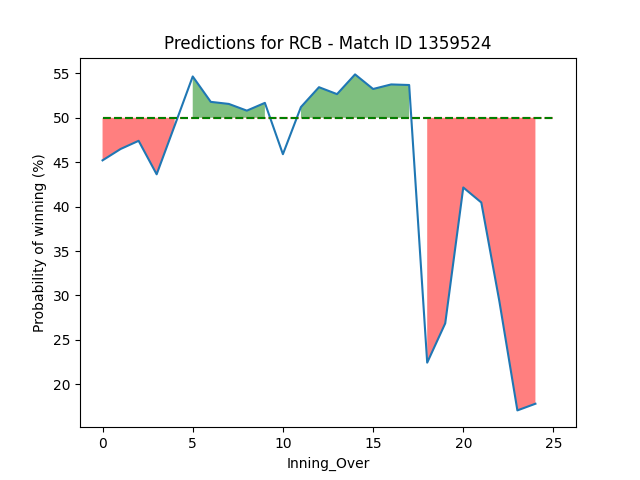 Predictions for RCB - Match ID 1359524
Probability of winning (%)
55
50
45
40
35
30
25
20
0 5 10 15 20 25
Inning_Over